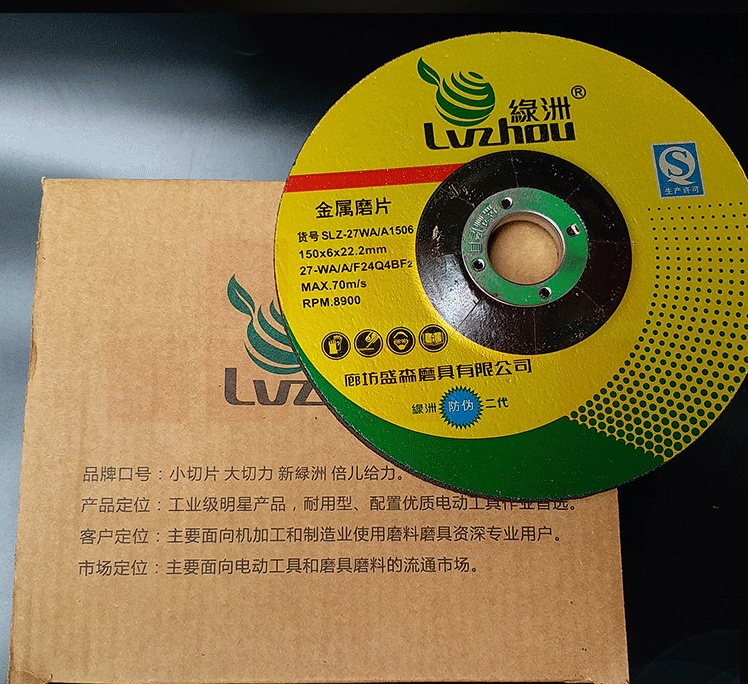 綠洲®
Lvzhou
S
生产许可
金属磨片
货号 SLZ-27WA/A1506
150x6x22.2mm
27-WA/A/F24Q4BF2
MAX.70m/s
RPM:8900
廊坊盛森磨具有限公司
綠洲 防伪 二代
Lvz
品牌口号：小切片 大切力 新緑洲 倍儿给力。
产品定位：工业级明星产品，耐用型、配置优质电动工具作业首选。
客户定位：主要面向机加工和制造业使用磨料磨具资深专业用户。
市场定位：主要面向电动工具和磨具磨料的流通市场。